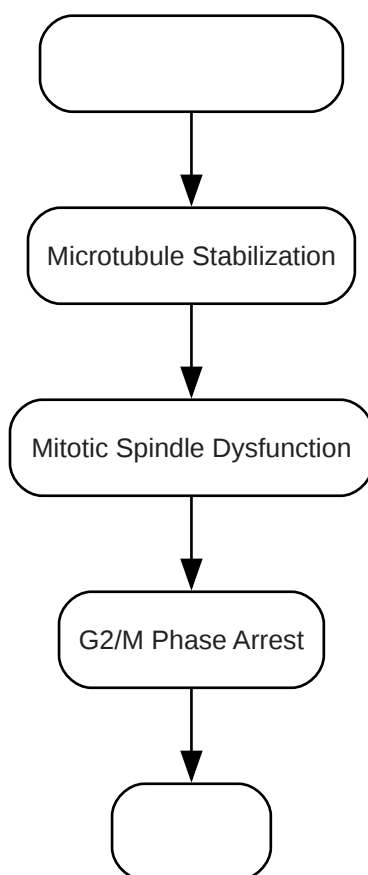 Microtubule Stabilization
Mitotic Spindle Dysfunction
G2/M Phase Arrest